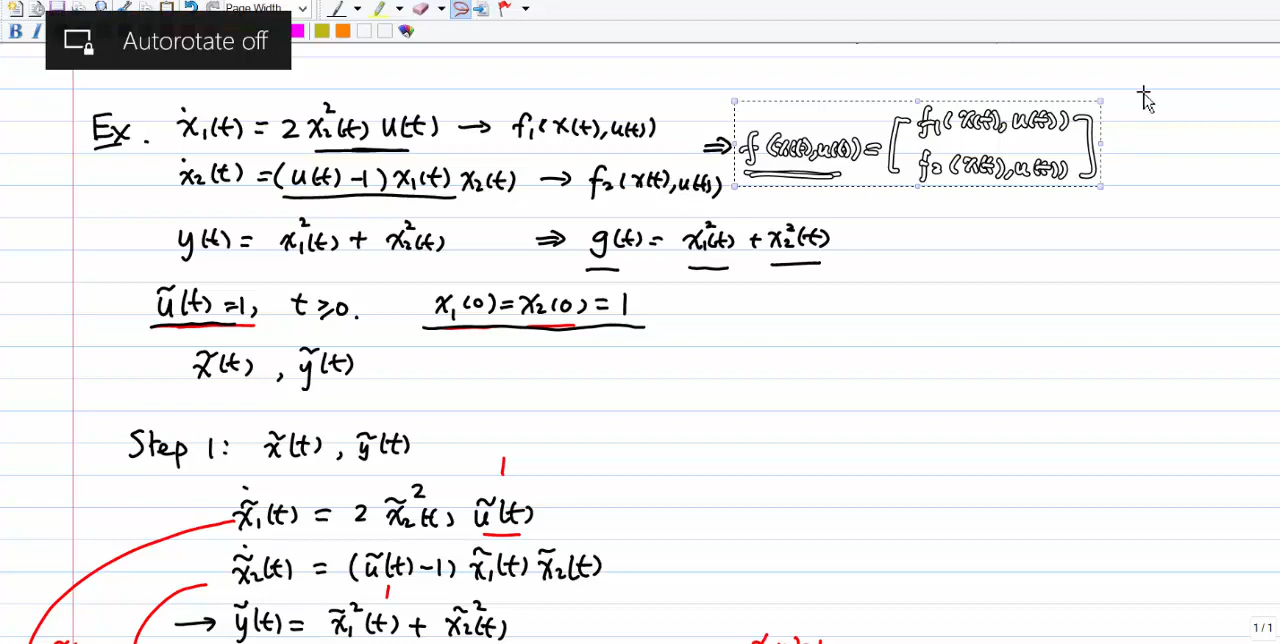 Page Width
B I
Autorotate off
Ex. ẋ₁(t) = 2 x₂²(t) u(t) → f₁(x(t), u(t))
ẋ₂(t) = (u(t) - 1) x₁(t) x₂(t) → f₂(x(t), u(t))
⇒ f(x(t), u(t)) = [ f₁(x(t), u(t))
f₂(x(t), u(t)) ]
y(t) = x₁²(t) + x₂²(t) ⇒ g(t) = x₁²(t) + x₂²(t)
ũ(t) = 1, t ≥ 0. x₁(0) = x₂(0) = 1
x̃(t), ỹ(t)
Step 1: x̃(t), ỹ(t)
1
x̃̇₁(t) = 2 x̃₂²(t) ũ(t)
x̃̇₂(t) = (ũ(t) - 1) x̃₁(t) x̃₂(t)
1
→ ỹ(t) = x̃₁²(t) + x̃₂²(t)
1 / 1